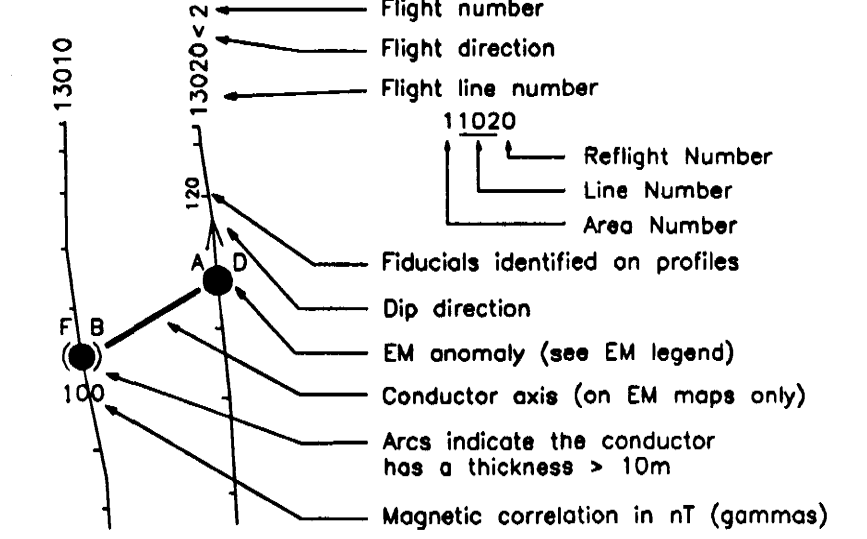 13010
13020<2
Flight number
Flight direction
Flight line number
11020
Reflight Number
Line Number
Area Number
120
A D
F B
100
Fiducials identified on profiles
Dip direction
EM anomaly (see EM legend)
Conductor axis (on EM maps only)
Arcs indicate the conductor
has a thickness > 10m
Magnetic correlation in nT (gammas)